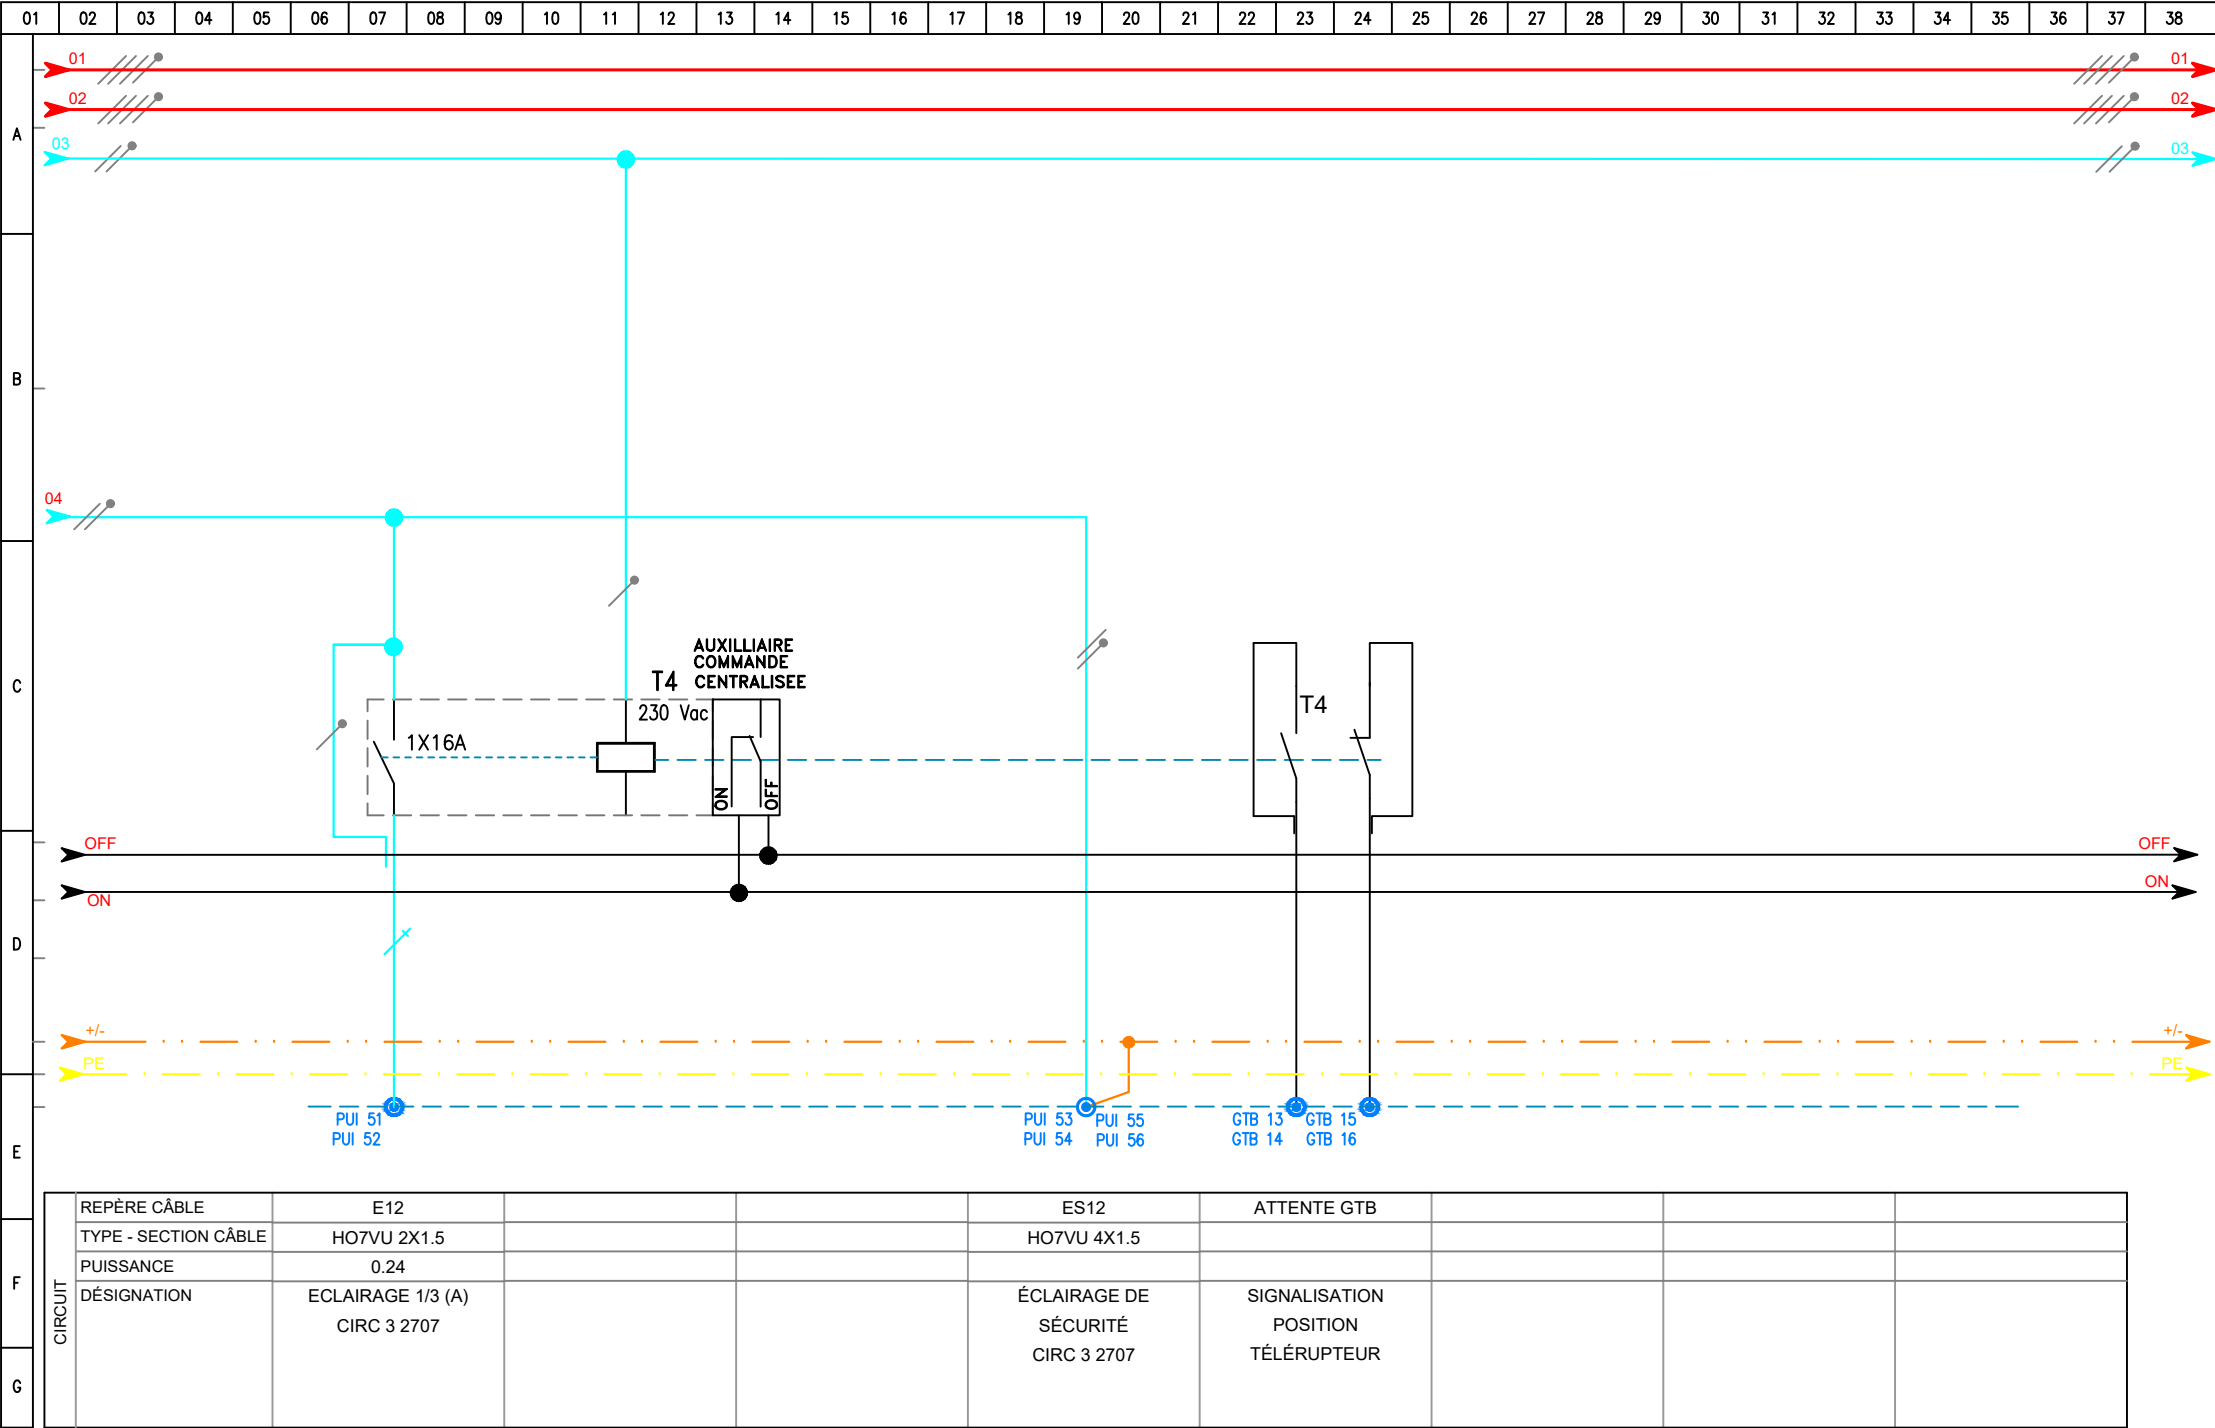 01 02 03 04 05 06 07 08 09 10 11 12 13 14 15 16 17 18 19 20 21 22 23 24 25 26 27 28 29 30 31 32 33 34 35 36 37 38
01 01
02 02
A
03 03
B
04
C
AUXILLIAIRE
COMMANDE
T4 CENTRALISEE
230 Vac
T4
1X16A
ON OFF
OFF OFF
ON ON
D
+/- +/-
PE PE
PUI 51 PUI 53 PUI 55 GTB 13 GTB 15
PUI 52 PUI 54 PUI 56 GTB 14 GTB 16
E
CIRCUIT
REPÈRE CÂBLE E12 ES12 ATTENTE GTB
TYPE - SECTION CÂBLE HO7VU 2X1.5 HO7VU 4X1.5
PUISSANCE 0.24
F
DÉSIGNATION ECLAIRAGE 1/3 (A) ÉCLAIRAGE DE SIGNALISATION
CIRC 3 2707 SÉCURITÉ POSITION
CIRC 3 2707 TÉLÉRUPTEUR
G